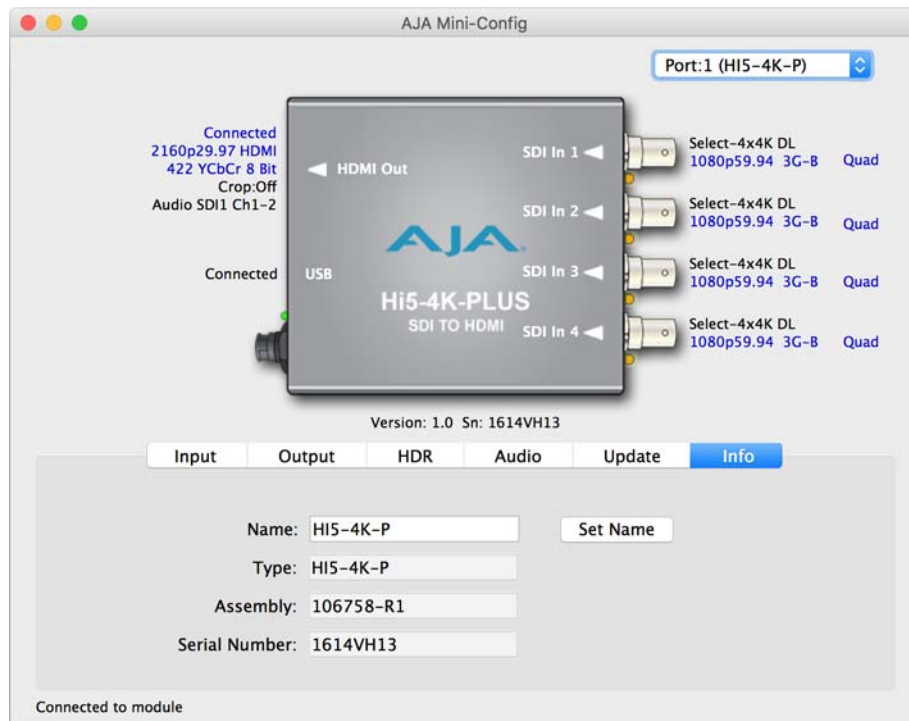 AJA Mini-Config
Port:1 (HI5-4K-P)
Connected
2160p29.97 HDMI
422 YCbCr 8 Bit
Crop:Off
Audio SDI1 Ch1-2
Connected
HDMI Out
USB
AJA
Hi5-4K-PLUS
SDI TO HDMI
SDI In 1
SDI In 2
SDI In 3
SDI In 4
Select-4x4K DL
1080p59.94 3G-B Quad
Select-4x4K DL
1080p59.94 3G-B Quad
Select-4x4K DL
1080p59.94 3G-B Quad
Select-4x4K DL
1080p59.94 3G-B Quad
Version: 1.0 Sn: 1614VH13
Input Output HDR Audio Update Info
Name: HI5-4K-P Set Name
Type: HI5-4K-P
Assembly: 106758-R1
Serial Number: 1614VH13
Connected to module